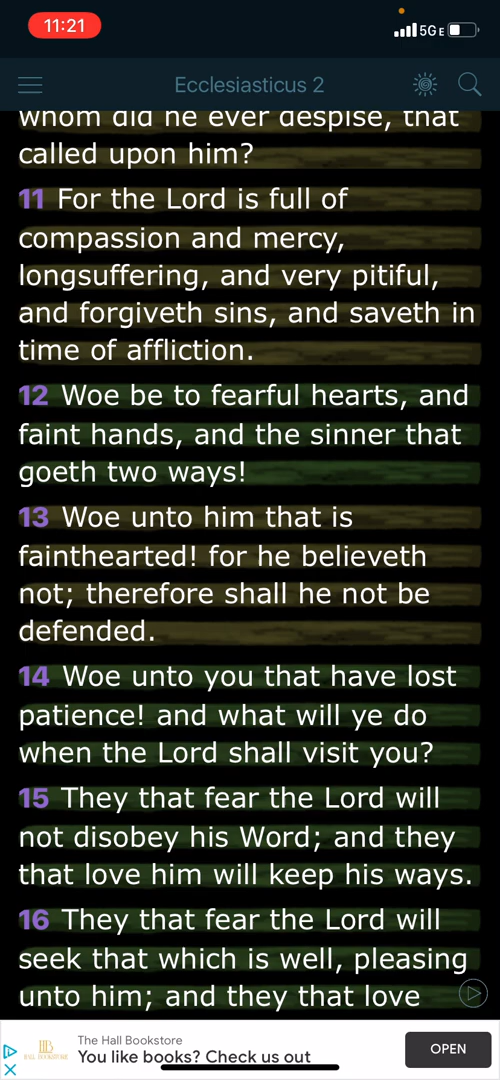 11:21
5GE
Ecclesiasticus 2
whom did he ever despise, that
called upon him?
11 For the Lord is full of
compassion and mercy,
longsuffering, and very pitiful,
and forgiveth sins, and saveth in
time of affliction.
12 Woe be to fearful hearts, and
faint hands, and the sinner that
goeth two ways!
13 Woe unto him that is
fainthearted! for he believeth
not; therefore shall he not be
defended.
14 Woe unto you that have lost
patience! and what will ye do
when the Lord shall visit you?
15 They that fear the Lord will
not disobey his Word; and they
that love him will keep his ways.
16 They that fear the Lord will
seek that which is well, pleasing
unto him; and they that love
The Hall Bookstore
You like books? Check us out
OPEN
HALL BOOKSTORE